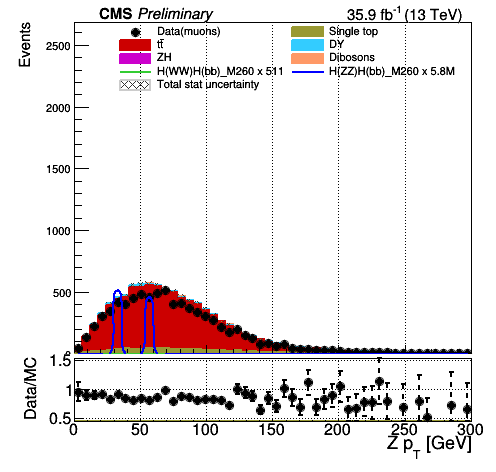 CMS Preliminary 35.9 fb⁻¹ (13 TeV)
Data(muons) Single top
tt̄ DY
ZH Dibosons
H(WW)H(bb)_M260 x 511 H(ZZ)H(bb)_M260 x 5.8M
Total stat uncertainty
Events
2500
2000
1500
1000
500
0
Data/MC
1.5
1
0.5
0 50 100 150 200 250 300
Z p_T [GeV]